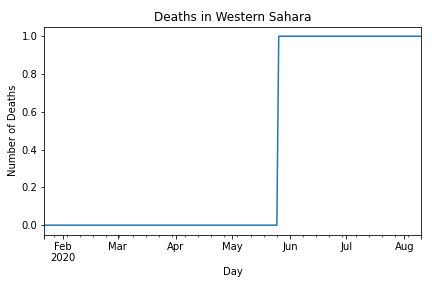 Deaths in Western Sahara
Number of Deaths
1.0
0.8
0.6
0.4
0.2
0.0
Feb Mar Apr May Jun Jul Aug
2020
Day